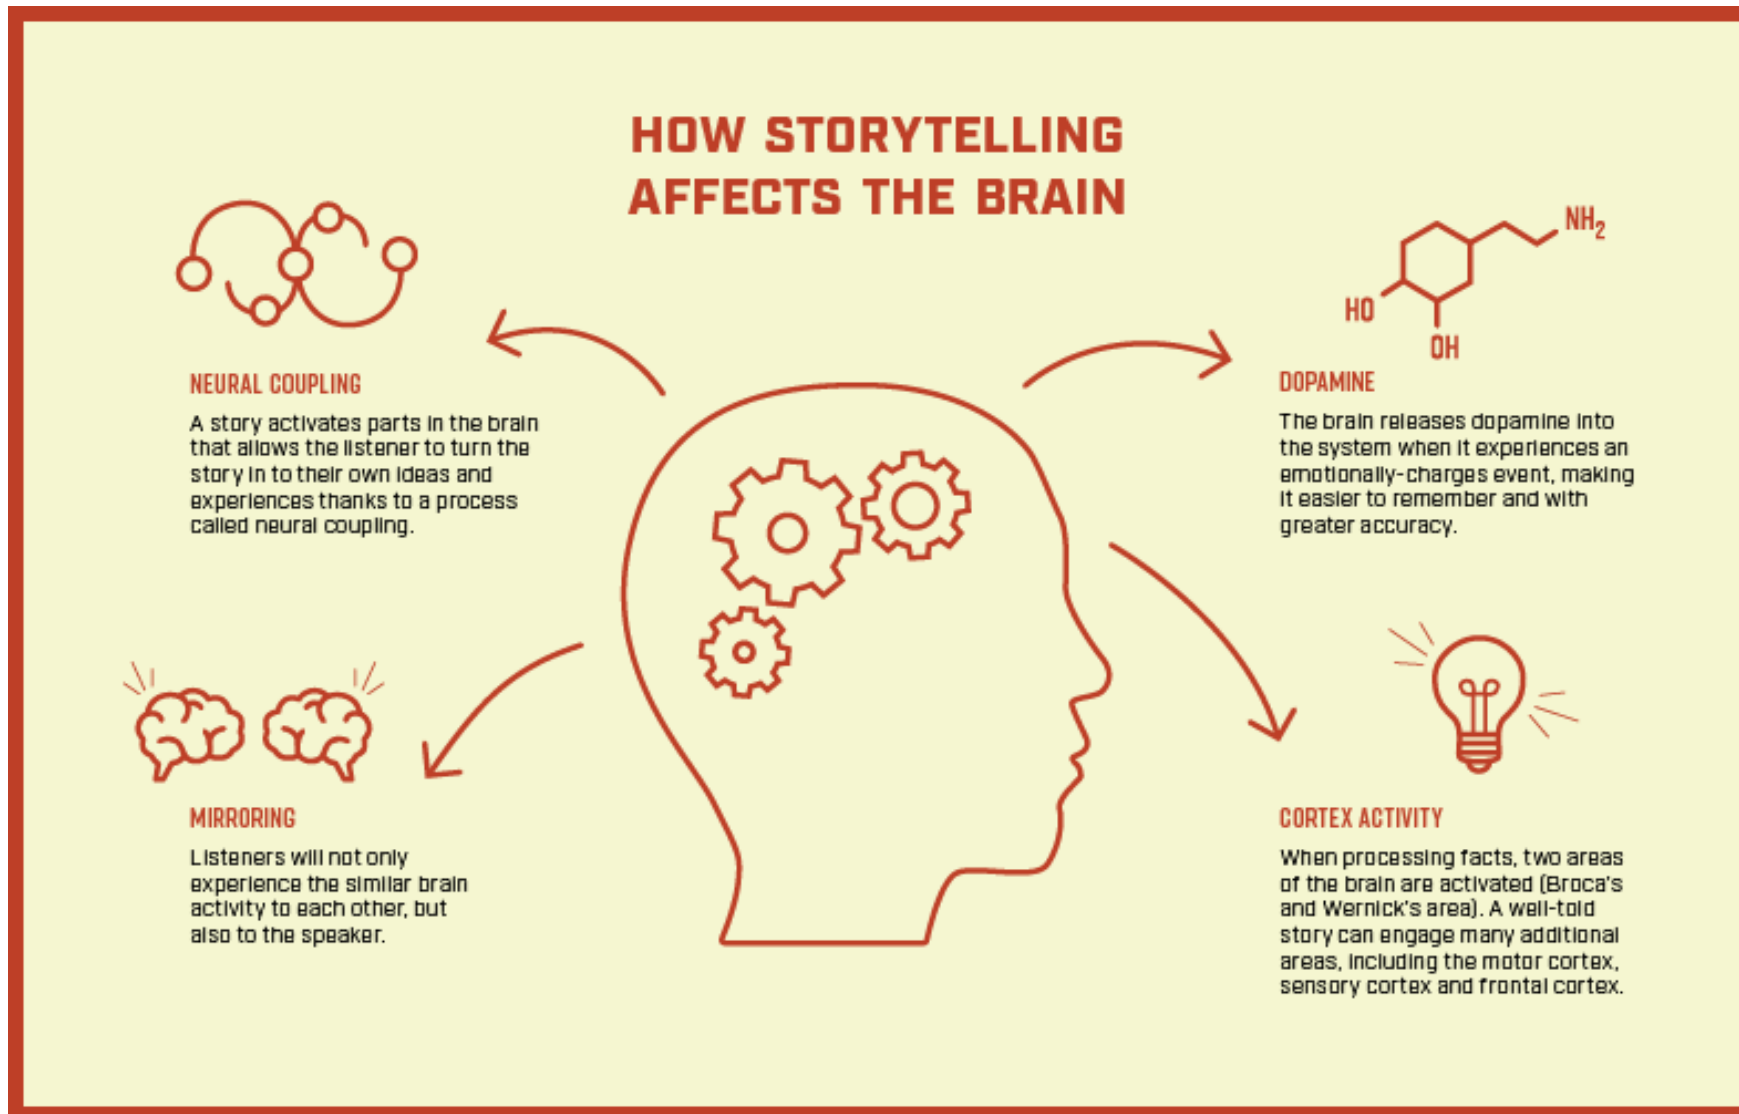 HOW STORYTELLING
AFFECTS THE BRAIN
NEURAL COUPLING
A story activates parts in the brain
that allows the listener to turn the
story in to their own ideas and
experiences thanks to a process
called neural coupling.
NH₂
HO
OH
DOPAMINE
The brain releases dopamine into
the system when it experiences an
emotionally-charges event, making
it easier to remember and with
greater accuracy.
MIRRORING
Listeners will not only
experience the similar brain
activity to each other, but
also to the speaker.
CORTEX ACTIVITY
When processing facts, two areas
of the brain are activated (Broca's
and Wernick's area). A well-told
story can engage many additional
areas, including the motor cortex,
sensory cortex and frontal cortex.